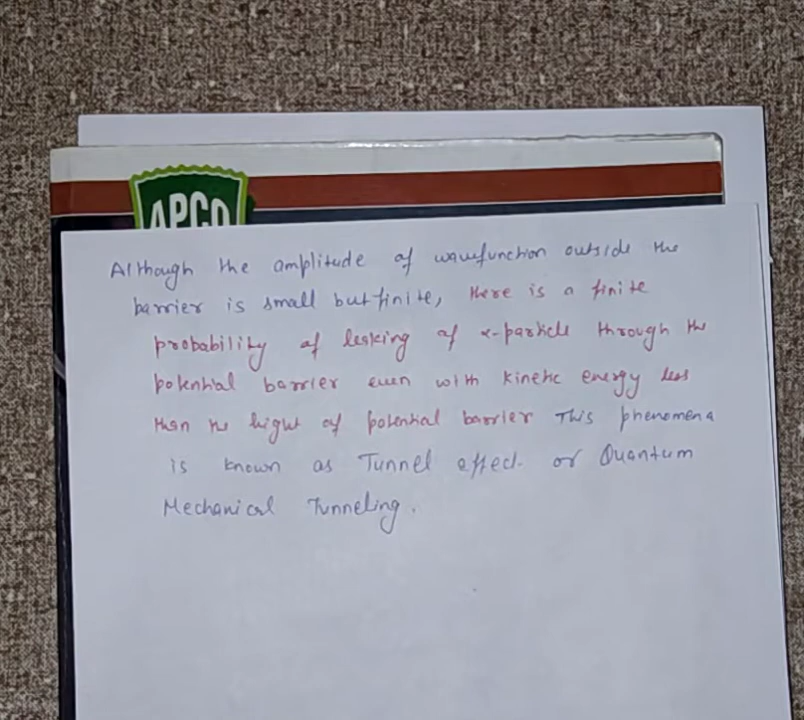 APCO
Although the amplitude of wavefunction outside the
barrier is small but finite, there is a finite
probability of leaking of α-particle through the
potential barrier even with kinetic energy less
than the hight of potential barrier This phenomena
is known as Tunnel effect or Quantum
Mechanical Tunneling.